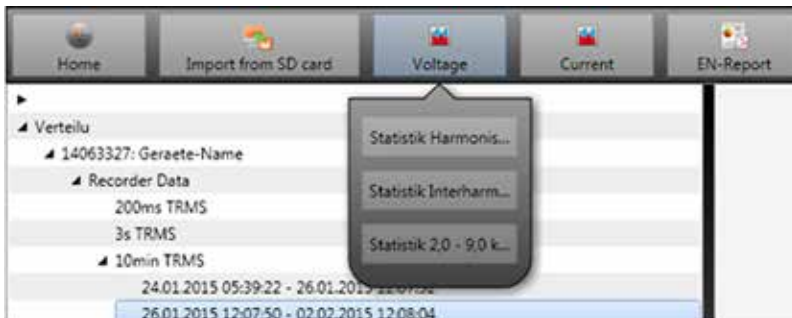 Home Import from SD card Voltage Current EN-Report
Verteilu
Statistik Harmonis...
14063327: Geraete-Name
Recorder Data
Statistik Interharm...
200ms TRMS
3s TRMS
Statistik 2,0 - 9,0 k...
10min TRMS
24.01.2015 05:39:22 - 26.01.2015
26.01.2015 12:07:50 - 02.02.2015 12:08:04